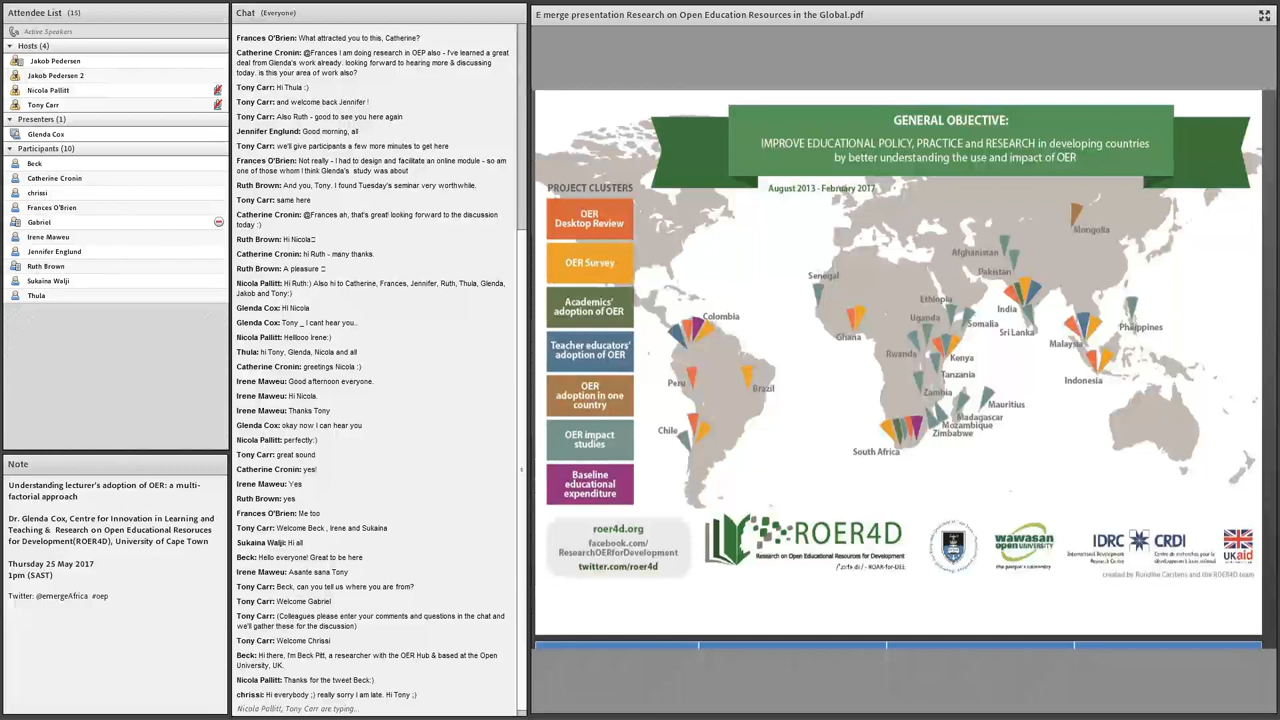 Attendee List (15)
Active Speakers
Hosts (4)
Jakob Pedersen
Jakob Pedersen 2
Nicola Pallitt
Tony Carr
Presenters (1)
Glenda Cox
Participants (10)
Beck
Catherine Cronin
chrissi
Frances O'Brien
Gabriel
Irene Maweu
Jennifer Englund
Ruth Brown
Sukaina Walji
Thula
Note
Understanding lecturer's adoption of OER: a multi-
factorial approach
Dr. Glenda Cox, Centre for Innovation in Learning and
Teaching & Research on Open Educational Resoruces
for Development(ROER4D), University of Cape Town
Thursday 25 May 2017
1pm (SAST)
Twitter: @emergeAfrica #oep
Chat (Everyone)
Frances O'Brien: What attracted you to this, Catherine?
Catherine Cronin: @Frances I am doing research in OEP also - I've learned a great
deal from Glenda's work already. looking forward to hearing more & discussing
today. is this your area of work also?
Tony Carr: Hi Thula :)
Tony Carr: and welcome back Jennifer !
Tony Carr: Also Ruth - good to see you here again
Jennifer Englund: Good morning, all
Tony Carr: we'll give participants a few more minutes to get here
Frances O'Brien: Not really - I had to design and facilitate an online module - so am
one of those whom I think Glenda's study was about
Ruth Brown: And you, Tony. I found Tuesday's seminar very worthwhile.
Tony Carr: same here
Catherine Cronin: @Frances ah, that's great! looking forward to the discussion
today :)
Ruth Brown: Hi Nicola
Catherine Cronin: hi Ruth - many thanks.
Ruth Brown: A pleasure
Nicola Pallitt: Hi Ruth:) Also hi to Catherine, Frances, Jennifer, Ruth, Thula, Glenda,
Jakob and Tony:)
Glenda Cox: HI Nicola
Glenda Cox: Tony _ I cant hear you..
Nicola Pallitt: Hellooo Irene:)
Thula: hi Tony, Glenda, Nicola and all
Catherine Cronin: greetings Nicola :)
Irene Maweu: Good afternoon everyone.
Irene Maweu: Hi Nicola.
Irene Maweu: Thanks Tony
Glenda Cox: okay now I can hear you
Nicola Pallitt: perfectly:)
Tony Carr: great sound
Catherine Cronin: yes!
Irene Maweu: Yes
Ruth Brown: yes
Frances O'Brien: Me too
Tony Carr: Welcome Beck , Irene and Sukaina
Sukaina Walji: Hi all
Beck: Hello everyone! Great to be here
Irene Maweu: Asante sana Tony
Tony Carr: Beck, can you tell us where you are from?
Tony Carr: Welcome Gabriel
Tony Carr: (Colleagues please enter your comments and questions in the chat and
we'll gather these for the discussion)
Tony Carr: Welcome Chrissi
Beck: Hi there, I'm Beck Pitt, a researcher with the OER Hub & based at the Open
University, UK.
Nicola Pallitt: Thanks for the tweet Beck:)
chrissi: Hi everybody ;) really sorry I am late. Hi Tony ;)
Nicola Pallitt, Tony Carr are typing...
E merge presentation Research on Open Education Resources in the Global.pdf
GENERAL OBJECTIVE:
IMPROVE EDUCATIONAL POLICY, PRACTICE and RESEARCH in developing countries
by better understanding the use and impact of OER
August 2013 - February 2017
PROJECT CLUSTERS
OER
Desktop Review
OER Survey
Academics'
adoption of OER
Teacher educators'
adoption of OER
OER
adoption in one
country
OER impact
studies
Baseline
educational
expenditure
Mongolia
Afghanistan
Pakistan
Senegal
India
Ethiopia
Colombia
Uganda
Somalia
Sri Lanka
Philippines
Ghana
Malaysia
Rwanda
Kenya
Tanzania
Indonesia
Peru
Brazil
Zambia
Mauritius
Madagascar
Chile
Mozambique
Zimbabwe
South Africa
roer4d.org
facebook.com/
ResearchOERforDevelopment
twitter.com/roer4d
ROER4D
Research on Open Educational Resources for Development
wawasan
open UNIVERSITY
the people's university
IDRC CRDI
International Development
Research Centre
Centre de recherches pour le
développement international
UKaid
created by Rondine Carstens and the ROER4D team